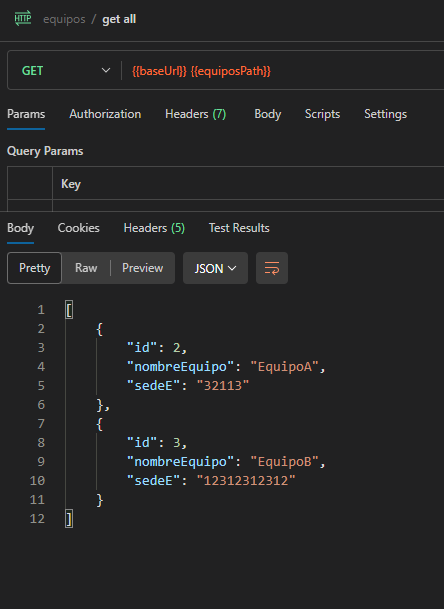 HTTP equipos / get all
GET {{baseUrl}} {{equiposPath}}
Params Authorization Headers (7) Body Scripts Settings
Query Params
Key
Body Cookies Headers (5) Test Results
Pretty Raw Preview JSON
1 [
2 {
3 "id": 2,
4 "nombreEquipo": "EquipoA",
5 "sedeE": "32113"
6 },
7 {
8 "id": 3,
9 "nombreEquipo": "EquipoB",
10 "sedeE": "12312312312"
11 }
12 ]